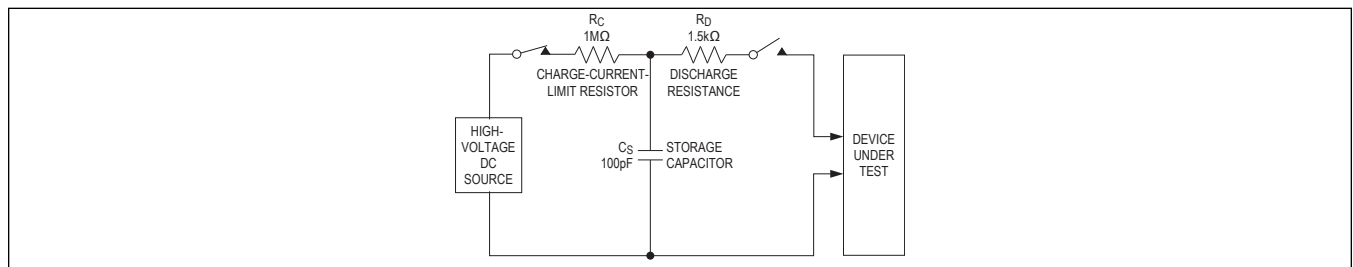 RC
1MΩ
CHARGE-CURRENT-
LIMIT RESISTOR
RD
1.5kΩ
DISCHARGE
RESISTANCE
HIGH-
VOLTAGE
DC
SOURCE
CS
100pF
STORAGE
CAPACITOR
DEVICE
UNDER
TEST